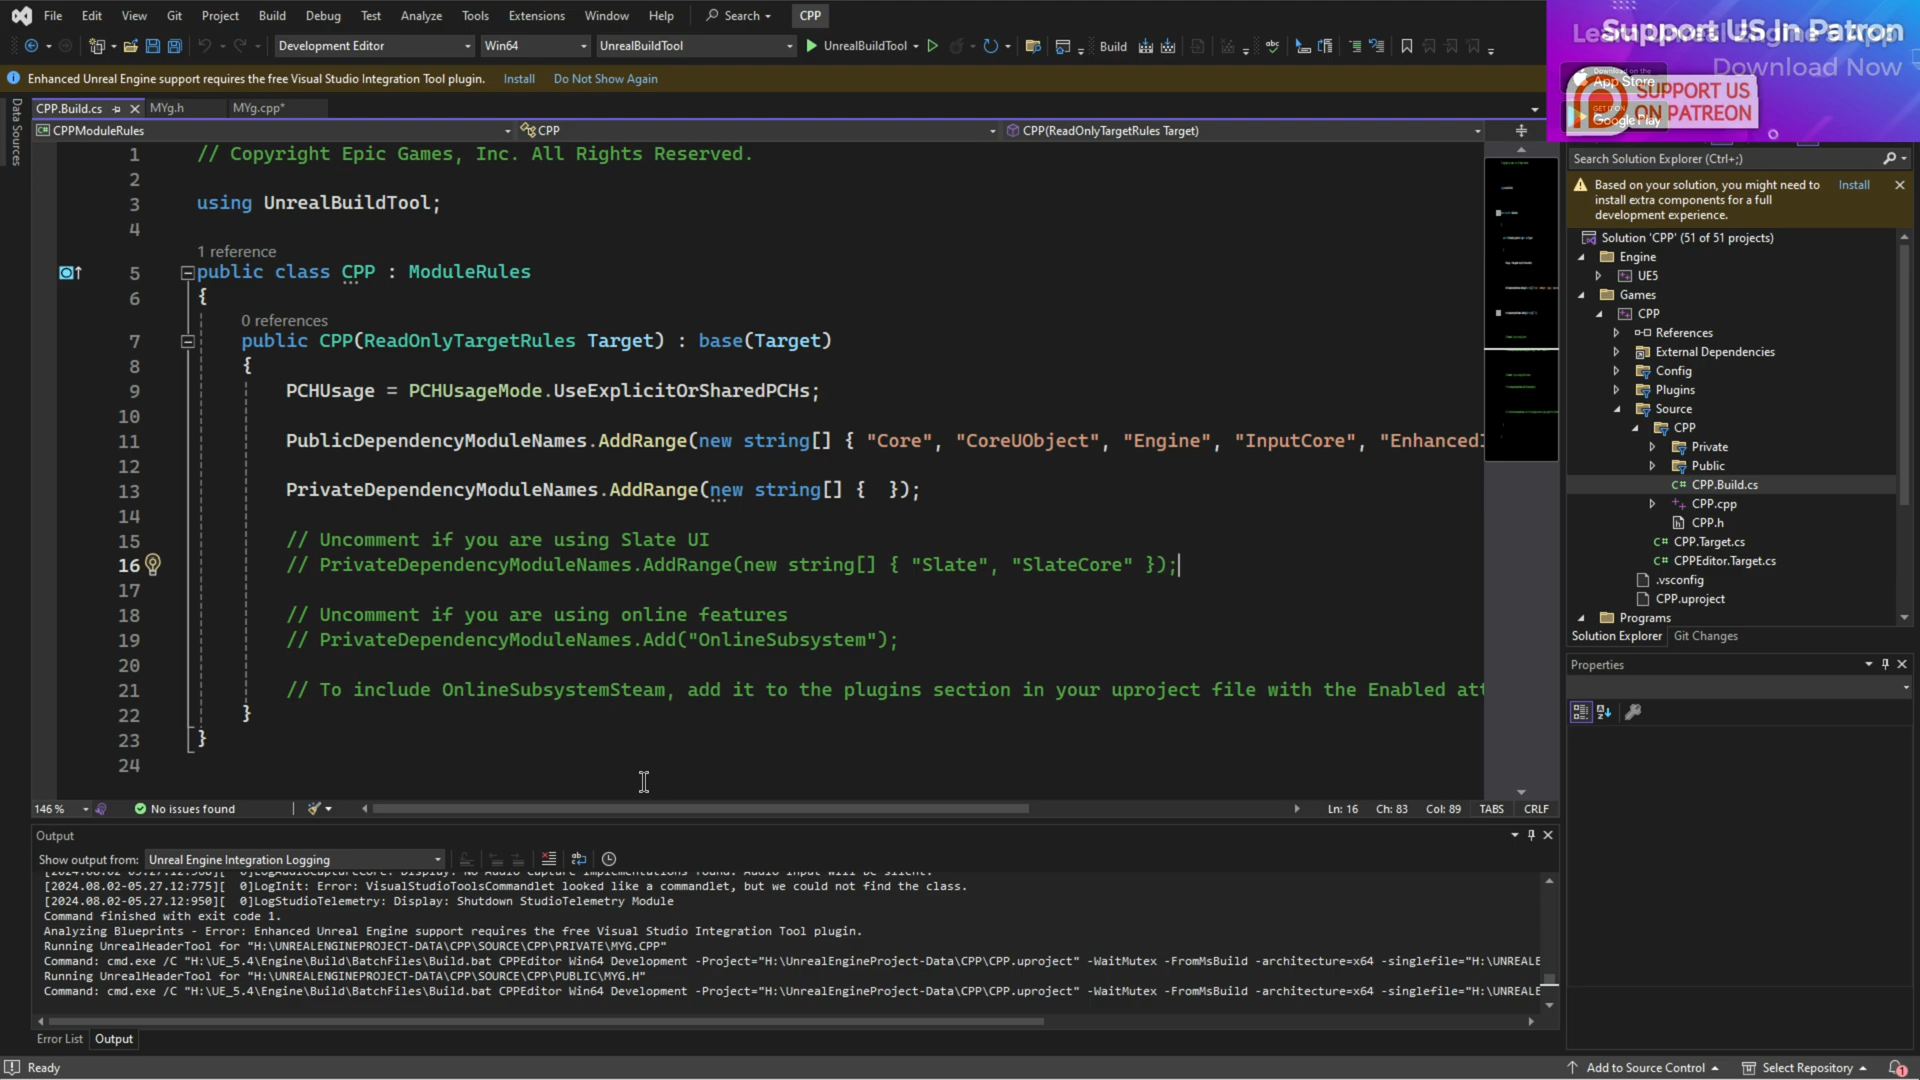 File Edit View Git Project Build Debug Test Analyze Tools Extensions Window Help Search CPP
Development Editor Win64 UnrealBuildTool UnrealBuildTool Build
Support US In Patron
Download Now
App Store
GET IT ON
Google Play
SUPPORT US
ON PATREON
Enhanced Unreal Engine support requires the free Visual Studio Integration Tool plugin. Install Do Not Show Again
Data Sources
CPP.Build.cs MYg.h MYg.cpp*
CPPModuleRules CPP CPP(ReadOnlyTargetRules Target)
1 // Copyright Epic Games, Inc. All Rights Reserved.
2
3 using UnrealBuildTool;
4
1 reference
5 public class CPP : ModuleRules
6 {
0 references
7 public CPP(ReadOnlyTargetRules Target) : base(Target)
8 {
9 PCHUsage = PCHUsageMode.UseExplicitOrSharedPCHs;
10
11 PublicDependencyModuleNames.AddRange(new string[] { "Core", "CoreUObject", "Engine", "InputCore", "EnhancedI
12
13 PrivateDependencyModuleNames.AddRange(new string[] {  });
14
15 // Uncomment if you are using Slate UI
16 // PrivateDependencyModuleNames.AddRange(new string[] { "Slate", "SlateCore" });
17
18 // Uncomment if you are using online features
19 // PrivateDependencyModuleNames.Add("OnlineSubsystem");
20
21 // To include OnlineSubsystemSteam, add it to the plugins section in your uproject file with the Enabled att
22 }
23 }
24
146 % No issues found Ln: 16 Ch: 83 Col: 89 TABS CRLF
Search Solution Explorer (Ctrl+;)
Based on your solution, you might need to Install
install extra components for a full
development experience.
Solution 'CPP' (51 of 51 projects)
Engine
UE5
Games
CPP
References
External Dependencies
Config
Plugins
Source
CPP
Private
Public
CPP.Build.cs
CPP.cpp
CPP.h
CPP.Target.cs
CPPEditor.Target.cs
.vsconfig
CPP.uproject
Programs
Solution Explorer Git Changes
Properties
Output
Show output from: Unreal Engine Integration Logging
[2024.08.02-05.27.12:775][  0]LogInit: Error: VisualStudioToolsCommandlet looked like a commandlet, but we could not find the class.
[2024.08.02-05.27.12:950][  0]LogStudioTelemetry: Display: Shutdown StudioTelemetry Module
Command finished with exit code 1.
Analyzing Blueprints - Error: Enhanced Unreal Engine support requires the free Visual Studio Integration Tool plugin.
Running UnrealHeaderTool for "H:\UNREALENGINEPROJECT-DATA\CPP\SOURCE\CPP\PRIVATE\MYG.CPP"
Command: cmd.exe /C "H:\UE_5.4\Engine\Build\BatchFiles\Build.bat CPPEditor Win64 Development -Project="H:\UnrealEngineProject-Data\CPP\CPP.uproject" -WaitMutex -FromMsBuild -architecture=x64 -singlefile="H:\UNREALE
Running UnrealHeaderTool for "H:\UNREALENGINEPROJECT-DATA\CPP\SOURCE\CPP\PUBLIC\MYG.H"
Command: cmd.exe /C "H:\UE_5.4\Engine\Build\BatchFiles\Build.bat CPPEditor Win64 Development -Project="H:\UnrealEngineProject-Data\CPP\CPP.uproject" -WaitMutex -FromMsBuild -architecture=x64 -singlefile="H:\UNREALE
Error List Output
Ready Add to Source Control Select Repository 1